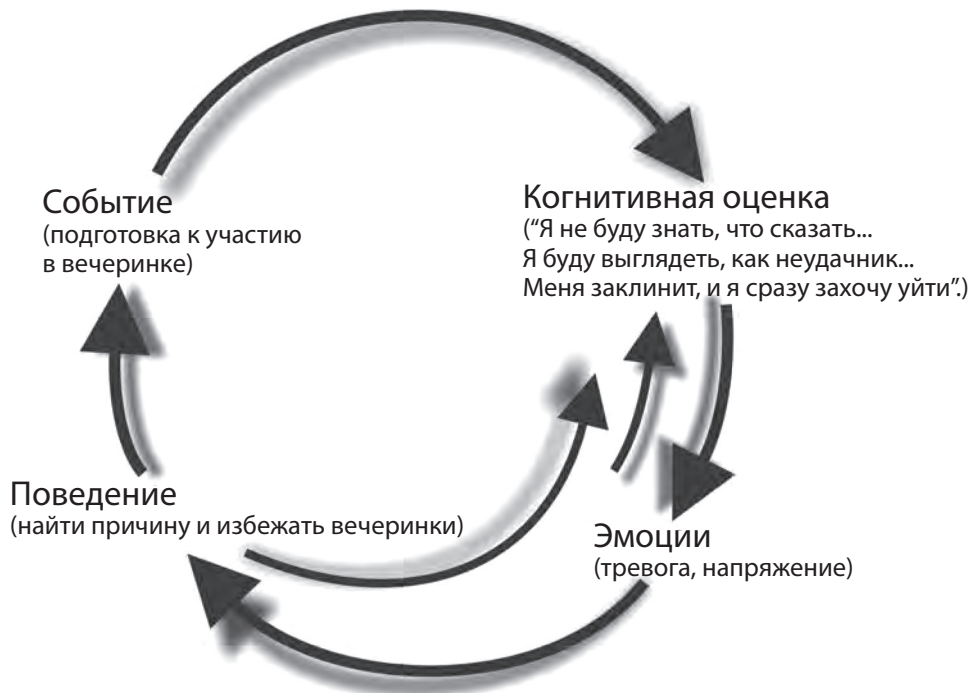 Событие
(подготовка к участию
в вечеринке)
Когнитивная оценка
(“Я не буду знать, что сказать...
Я буду выглядеть, как неудачник...
Меня заклинит, и я сразу захочу уйти”.)
Поведение
(найти причину и избежать вечеринки)
Эмоции
(тревога, напряжение)